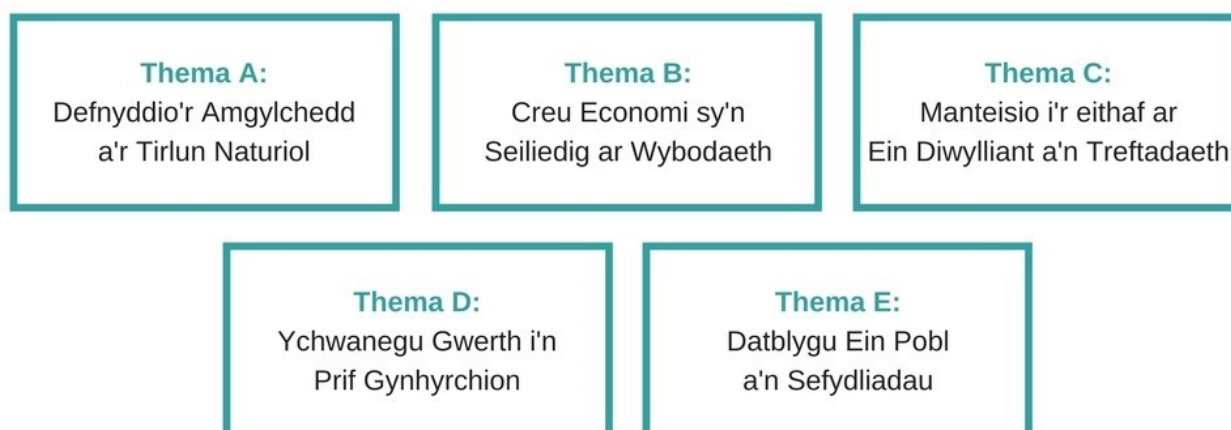 Thema A:
Defnyddio'r Amgylchedd
a'r Tirlun Naturiol
Thema B:
Creu Economi sy'n
Seiliedig ar Wybodaeth
Thema C:
Manteisio i'r eithaf ar
Ein Diwylliant a'n Treftadaeth
Thema D:
Ychwanegu Gwerth i'n
Prif Gynhyrchion
Thema E:
Datblygu Ein Pobl
a'n Sefydliadau